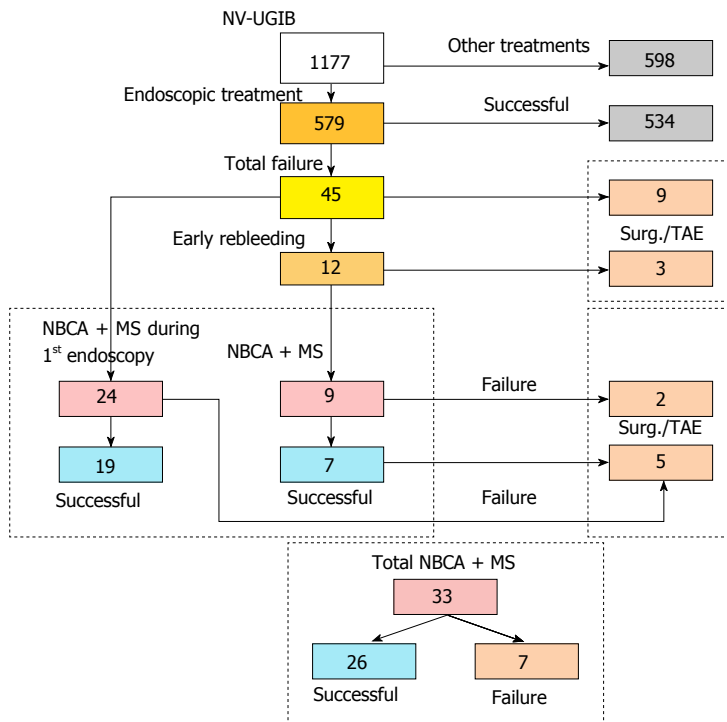 NV-UGIB
1177
Other treatments
598
Endoscopic treatment
579
Successful
534
Total failure
45
9
Surg./TAE
Early rebleeding
12
3
NBCA + MS during
1st endoscopy
NBCA + MS
24
9
Failure
2
Surg./TAE
19
7
5
Successful
Successful
Failure
Total NBCA + MS
33
26
7
Successful
Failure